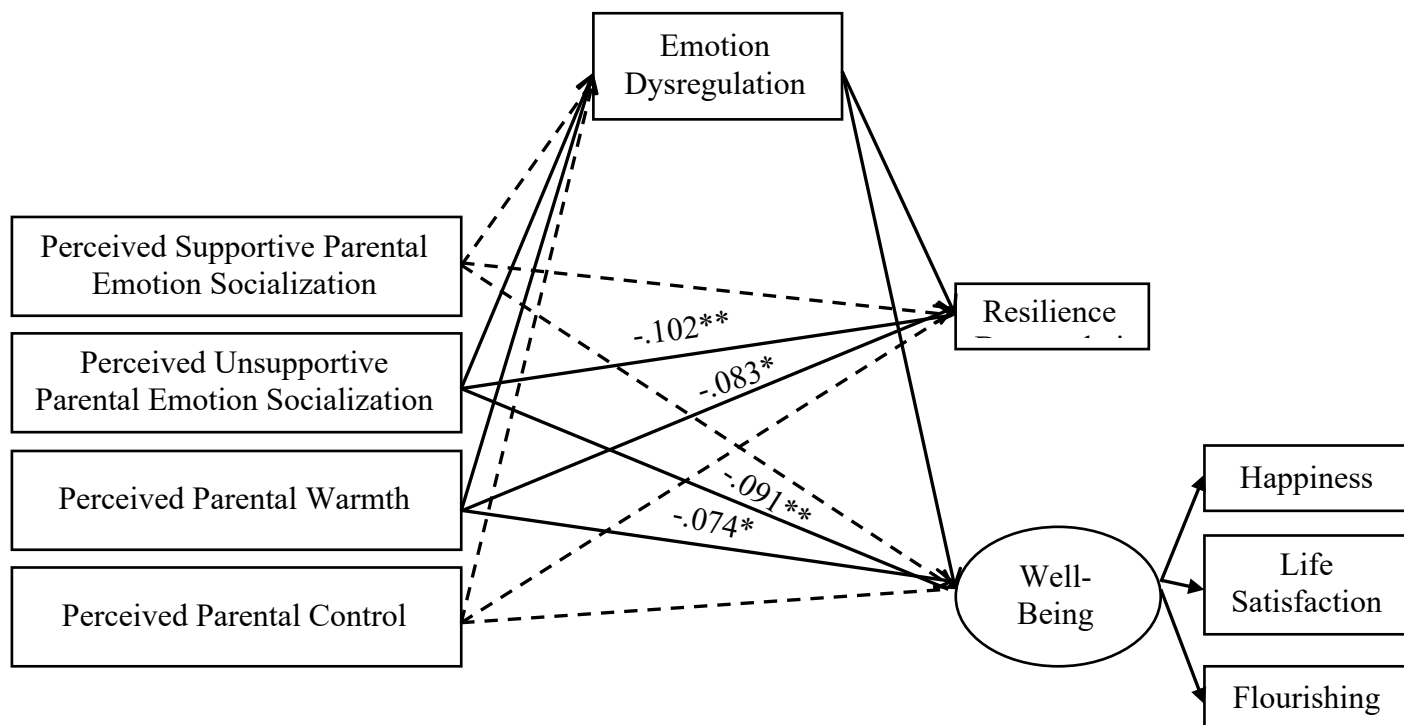 Emotion
Dysregulation
Perceived Supportive Parental
Emotion Socialization
Perceived Unsupportive
Parental Emotion Socialization
Perceived Parental Warmth
Perceived Parental Control
-.102**
-.083*
-.091**
-.074*
Resilience
Well-
Being
Happiness
Life
Satisfaction
Flourishing